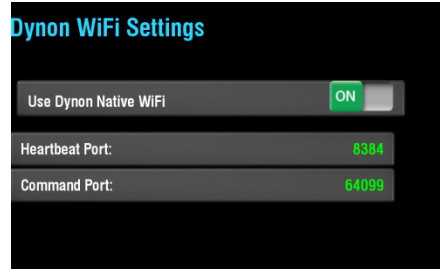 Dynon WiFi Settings
Use Dynon Native WiFi ON
Heartbeat Port: 8384
Command Port: 64099